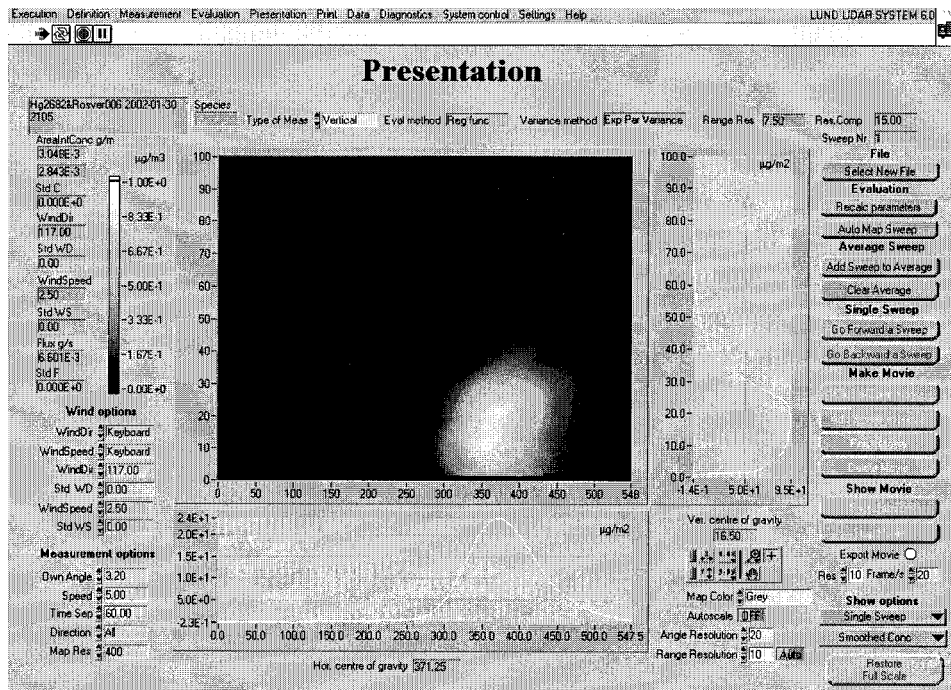 Execution Definition Measurement Evaluation Presentation Print Data Diagnostics System control Settings Help
LUND LIDAR SYSTEM 6.0
Presentation
Hg2682&Rosver006 2002-01-30
2105
Species
Type of Meas Vertical
Eval method Reg func
Variance method Exp Par Variance
Range Res 7.50
Res.Comp 15.00
Sweep Nr 1
AreaIntConc g/m
3.048E-3
2.843E-3
Std C
0.000E+0
WindDir
117.00
Std WD
0.00
WindSpeed
2.50
Std WS
0.00
Flux g/s
6.601E-3
Std F
0.000E+0
µg/m3
-1.00E+0
-8.33E-1
-6.67E-1
-5.00E-1
-3.33E-1
-1.67E-1
-0.00E+0
100-
90-
80-
70-
60-
50-
40-
30-
20-
10-
0-
0 50 100 150 200 250 300 350 400 450 500 548
µg/m2
100.0-
90.0-
80.0-
70.0-
60.0-
50.0-
40.0-
30.0-
20.0-
10.0-
0.0-
-1.4E-1 5.0E+1 9.5E+1
File
Select New File
Evaluation
Recalc parameters
Auto Map Sweep
Average Sweep
Add Sweep to Average
Clear Average
Single Sweep
Go Forward a Sweep
Go Backward a Sweep
Make Movie
Show Movie
Export Movie
Res 10 Frame/s 20
Show options
Single Sweep
Smoothed Conc
Restore
Full Scale
Wind options
WindDir Keyboard
WindSpeed Keyboard
WindDir 117.00
Std WD 0.00
WindSpeed 2.50
Std WS 0.00
Measurement options
Own Angle 3.20
Speed 5.00
Time Sep 60.00
Direction All
Map Res 400
µg/m2
2.4E+1-
2.0E+1-
1.5E+1-
1.0E+1-
5.0E+0-
-2.3E-1-
0.0 50.0 100.0 150.0 200.0 250.0 300.0 350.0 400.0 450.0 500.0 547.5
Hor. centre of gravity 371.25
Ver. centre of gravity
16.50
Map Color Grey
Autoscale OFF
Angle Resolution 20
Range Resolution 10 Auto